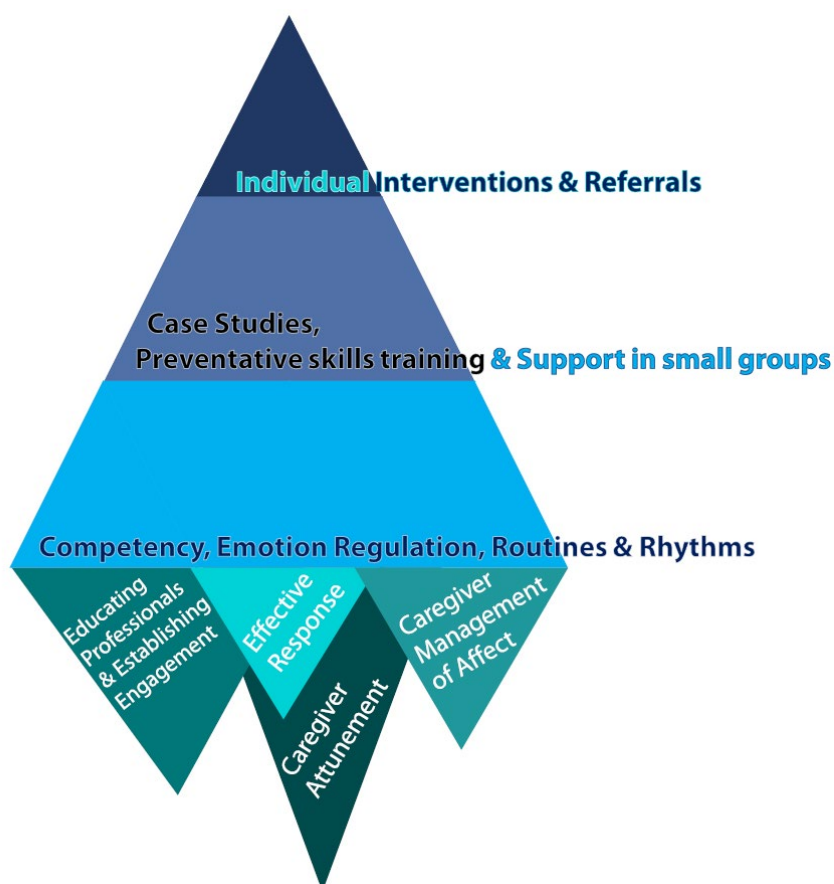 Individual Interventions & Referrals
Case Studies,
Preventative skills training & Support in small groups
Competency, Emotion Regulation, Routines & Rhythms
Educating
Professionals
& Establishing
Engagement
Effective
Response
Caregiver
Attunement
Caregiver
Management
of Affect